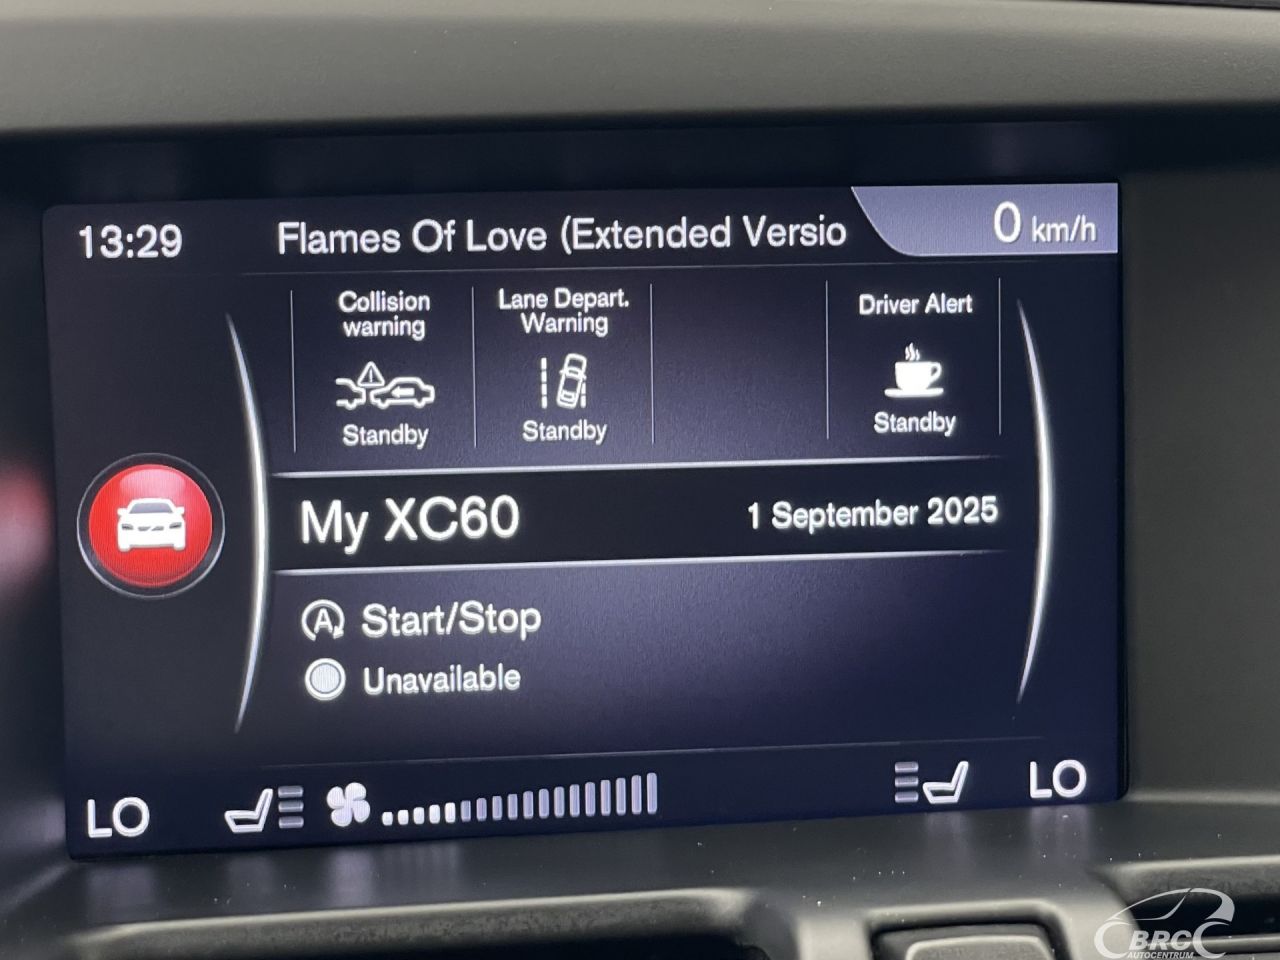 13:29 Flames Of Love (Extended Versio 0 km/h
Collision
warning
Standby
Lane Depart.
Warning
Standby
Driver Alert
Standby
My XC60 1 September 2025
A Start/Stop
Unavailable
LO LO
BRC
AUTOCENTRUM